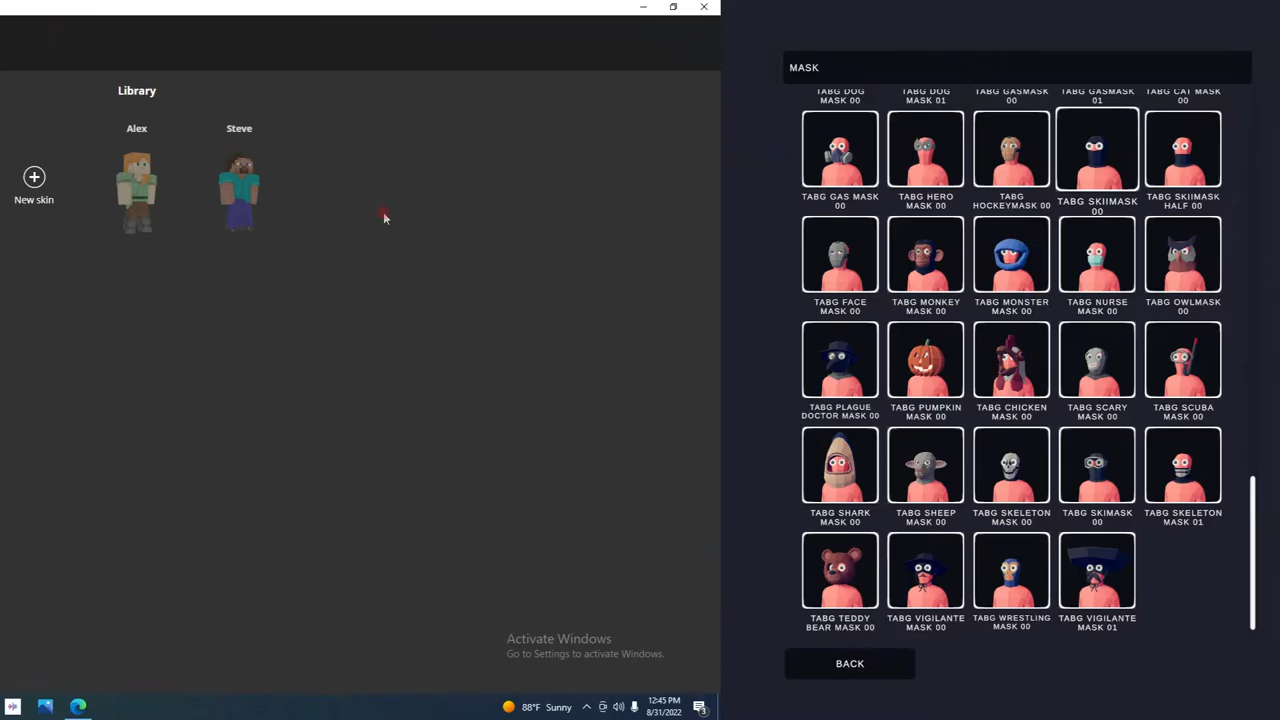 Library
Alex
Steve
New skin
Activate Windows
Go to Settings to activate Windows.
88°F Sunny
12:45 PM
8/31/2022
3
MASK
TABG DOG
MASK 00
TABG DOG
MASK 01
TABG GASMASK
00
TABG GASMASK
01
TABG CAT MASK
00
TABG GAS MASK
00
TABG HERO
MASK 00
TABG
HOCKEYMASK 00
TABG SKIIMASK
00
TABG SKIIMASK
HALF 00
TABG FACE
MASK 00
TABG MONKEY
MASK 00
TABG MONSTER
MASK 00
TABG NURSE
MASK 00
TABG OWLMASK
00
TABG PLAGUE
DOCTOR MASK 00
TABG PUMPKIN
MASK 00
TABG CHICKEN
MASK 00
TABG SCARY
MASK 00
TABG SCUBA
MASK 00
TABG SHARK
MASK 00
TABG SHEEP
MASK 00
TABG SKELETON
MASK 00
TABG SKIMASK
00
TABG SKELETON
MASK 01
TABG TEDDY
BEAR MASK 00
TABG VIGILANTE
MASK 00
TABG WRESTLING
MASK 00
TABG VIGILANTE
MASK 01
BACK